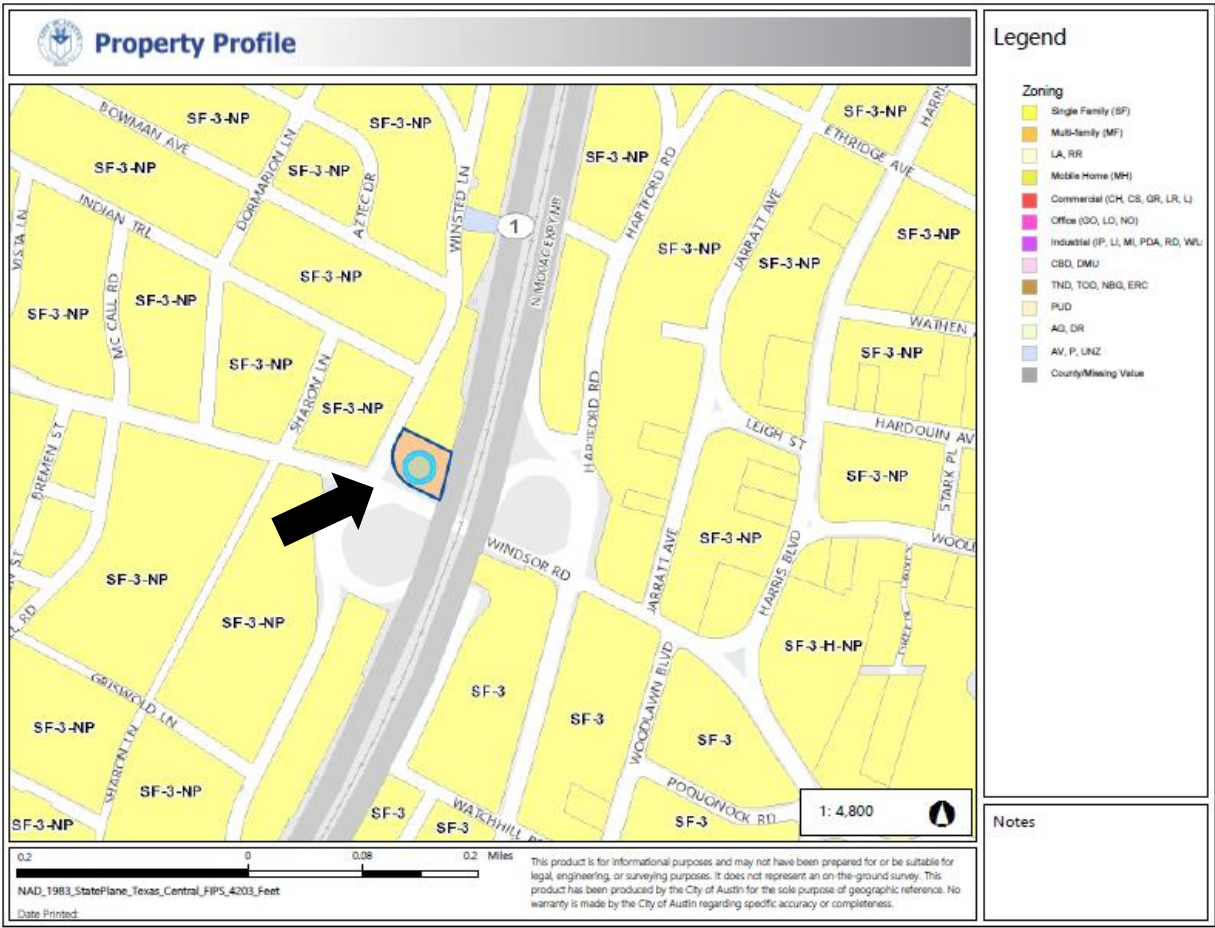 Property Profile
Legend
Zoning
Single Family (SF)
Multi-family (MF)
LA, RR
Mobile Home (MH)
Commercial (CH, CS, GR, LR, L)
Office (GO, LO, NO)
Industrial (IP, LI, MI, PDA, RD, W/L
CBD, DMU
TND, TOD, NBG, ERC
PUD
AG, DR
AV, P, UNZ
County/Missing Value
BOWMAN AVE
SF-3-NP
SF-3-NP
SF-3-NP
ETHRIDGE AVE
HARRI
SF-3-NP
DORMARION LN
SF-3-NP
AZTEC DR
WINSTED LN
SF-3-NP
HARTFORD RD
JARRATT AVE
INDIAN TRL
VISTA LN
1
N MOPAC EXPY NB
SF-3-NP
SF-3-NP
SF-3-NP
SF-3-NP
SF-3-NP
SF-3-NP
MC CALL RD
WATHEN
SF-3-NP
SF-3-NP
SHARON LN
SF-3-NP
HARTFORD RD
LEIGH ST
HARDOUIN AV
BREMEN ST
SF-3-NP
STARK PL
WINDSOR RD
SF-3-NP
WOOL
SF-3-NP
JARRATT AVE
HARRIS BLVD
SF-3-NP
SF-3-H-NP
GREEN
RD
GRISWOLD LN
SF-3
SF-3
WOODLAWN BLVD
SF-3
SF-3-NP
SHARON LN
SF-3-NP
POQUONOCK RD
SF-3-NP
SF-3
SF-3
WATCHHILL
SF-3
1: 4,800
Notes
0.2 0 0.08 0.2 Miles
NAD_1983_StatePlane_Texas_Central_FIPS_4203_Feet
Date Printed:
This product is for informational purposes and may not have been prepared for or be suitable for
legal, engineering, or surveying purposes. It does not represent an on-the-ground survey. This
product has been produced by the City of Austin for the sole purpose of geographic reference. No
warranty is made by the City of Austin regarding specific accuracy or completeness.